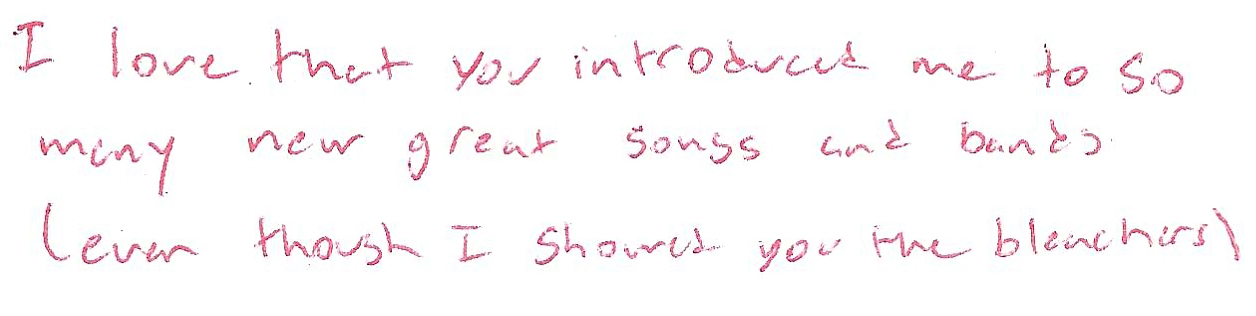 I love that you introduced me to so
many new great songs and bands.
(even though I showed you the bleachers)